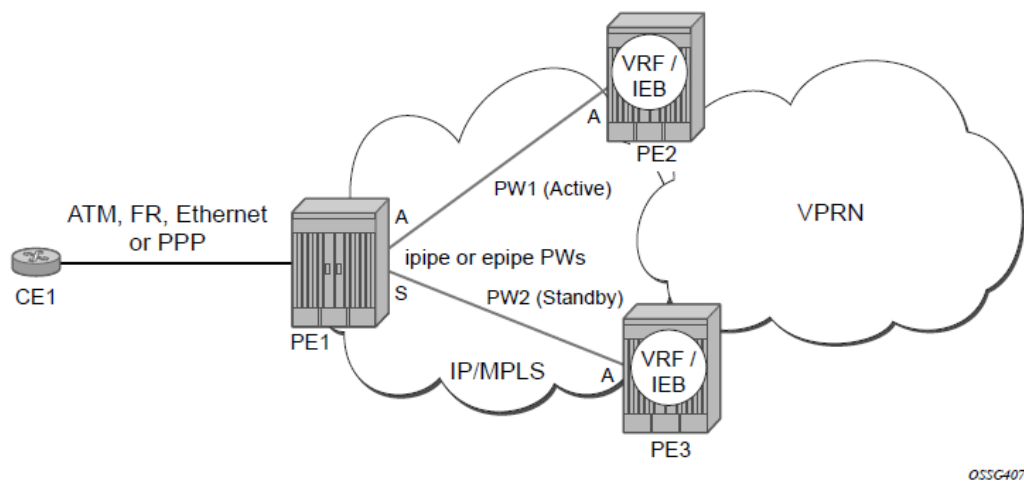 VRF /
IEB
A
PE2
PW1 (Active)
VPRN
ATM, FR, Ethernet
or PPP
A
ipipe or epipe PWs
CE1
S
PW2 (Standby)
PE1
VRF /
IEB
IP/MPLS
A
PE3
OSSG407